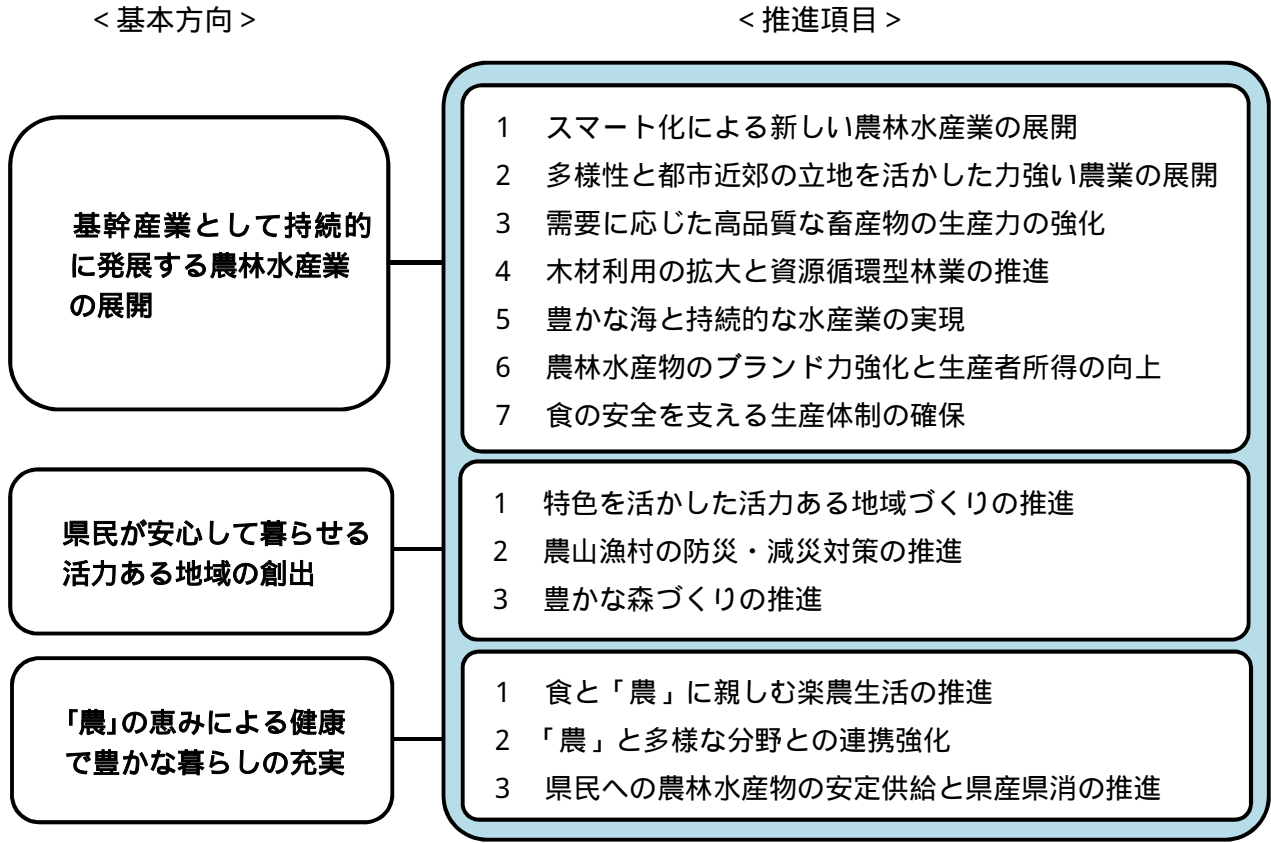 ＜基本方向＞
＜推進項目＞
基幹産業として持続的
に発展する農林水産業
の展開
1 スマート化による新しい農林水産業の展開
2 多様性と都市近郊の立地を活かした力強い農業の展開
3 需要に応じた高品質な畜産物の生産力の強化
4 木材利用の拡大と資源循環型林業の推進
5 豊かな海と持続的な水産業の実現
6 農林水産物のブランド力強化と生産者所得の向上
7 食の安全を支える生産体制の確保
県民が安心して暮らせる
活力ある地域の創出
1 特色を活かした活力ある地域づくりの推進
2 農山漁村の防災・減災対策の推進
3 豊かな森づくりの推進
「農」の恵みによる健康
で豊かな暮らしの充実
1 食と「農」に親しむ楽農生活の推進
2 「農」と多様な分野との連携強化
3 県民への農林水産物の安定供給と県産県消の推進